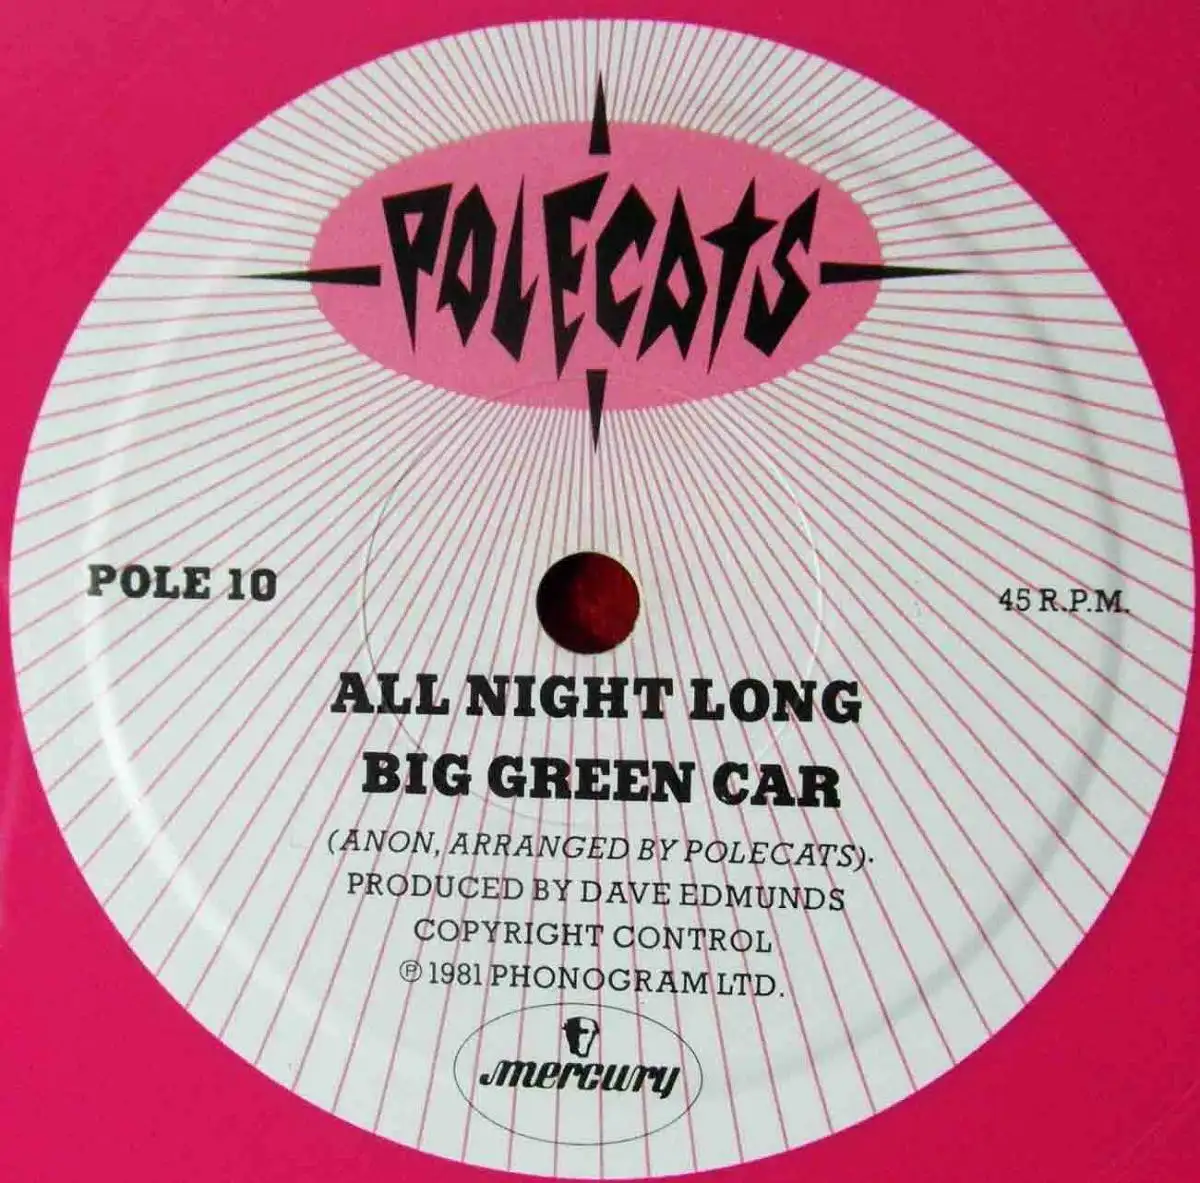 POLECATS
POLE 10
45 R.P.M.
ALL NIGHT LONG
BIG GREEN CAR
(ANON, ARRANGED BY POLECATS).
PRODUCED BY DAVE EDMUNDS
COPYRIGHT CONTROL
℗ 1981 PHONOGRAM LTD.
mercury